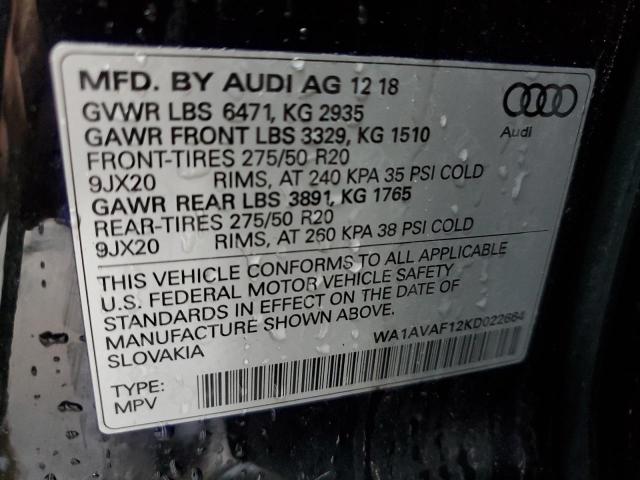 MFD. BY AUDI AG 12 18
GVWR LBS 6471, KG 2935
GAWR FRONT LBS 3329, KG 1510
FRONT-TIRES 275/50 R20
9JX20 RIMS, AT 240 KPA 35 PSI COLD
GAWR REAR LBS 3891, KG 1765
REAR-TIRES 275/50 R20
9JX20 RIMS, AT 260 KPA 38 PSI COLD
Audi
THIS VEHICLE CONFORMS TO ALL APPLICABLE
U.S. FEDERAL MOTOR VEHICLE SAFETY
STANDARDS IN EFFECT ON THE DATE OF
MANUFACTURE SHOWN ABOVE.
SLOVAKIA
WA1AVAF12KD022664
TYPE:
MPV